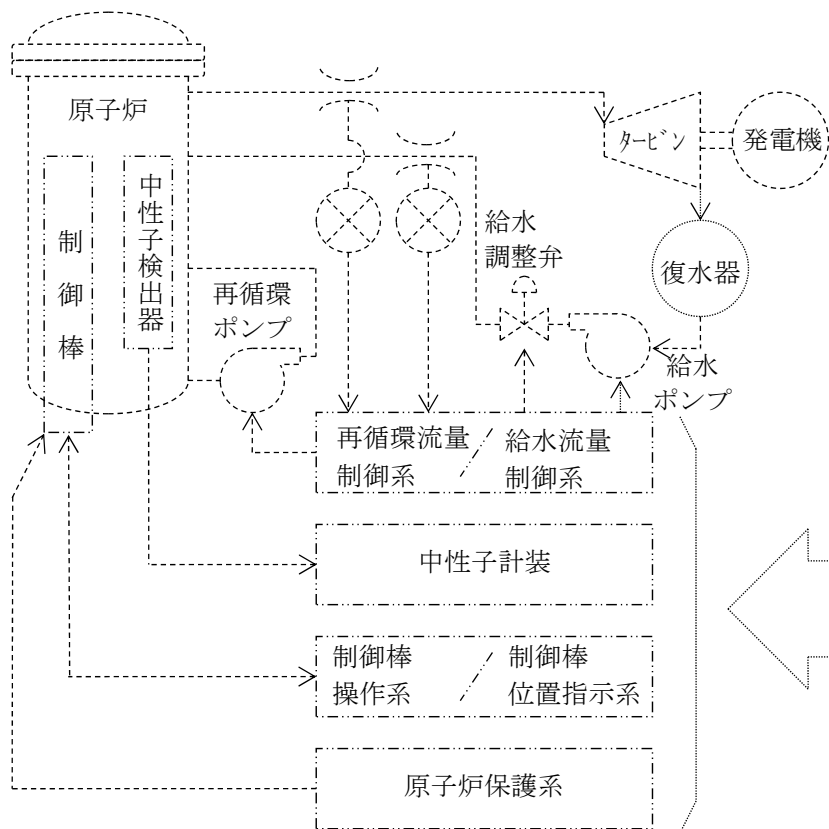 原子炉
制御棒
中性子検出器
再循環
ポンプ
給水
調整弁
ﾀｰﾋﾞﾝ
発電機
復水器
給水
ポンプ
再循環流量
制御系
／
給水流量
制御系
中性子計装
制御棒
操作系
／
制御棒
位置指示系
原子炉保護系